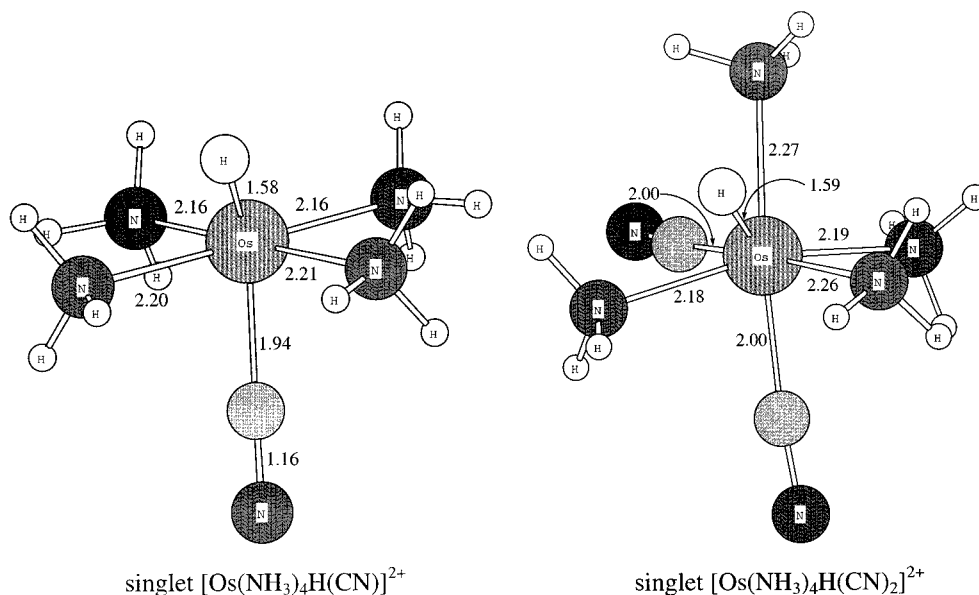 H
H
H
H
H
N
2.27
H
H
1.58
2.16
2.16
N
H
H
N
H
H
H
Os
H
2.00
H
1.59
N
Os
2.19
H
H
H
N
N
2.21
N
H
H
2.20
H
N
H
H
H
H
1.94
H
N
2.18
2.26
N
H
H
H
H
H
2.00
1.16
N
N
singlet [Os(NH₃)₄H(CN)]²⁺
singlet [Os(NH₃)₄H(CN)₂]²⁺